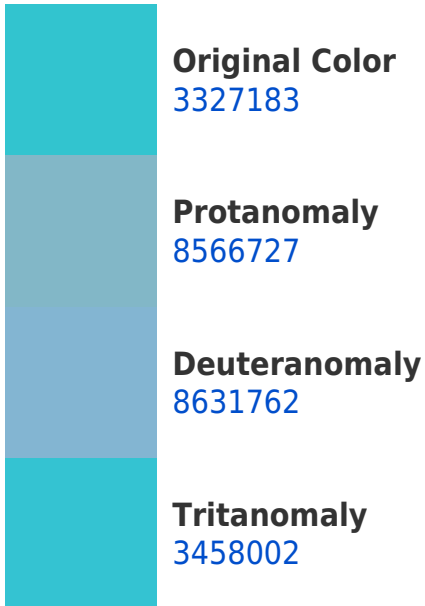 Original Color
3327183
Protanomaly
8566727
Deuteranomaly
8631762
Tritanomaly
3458002